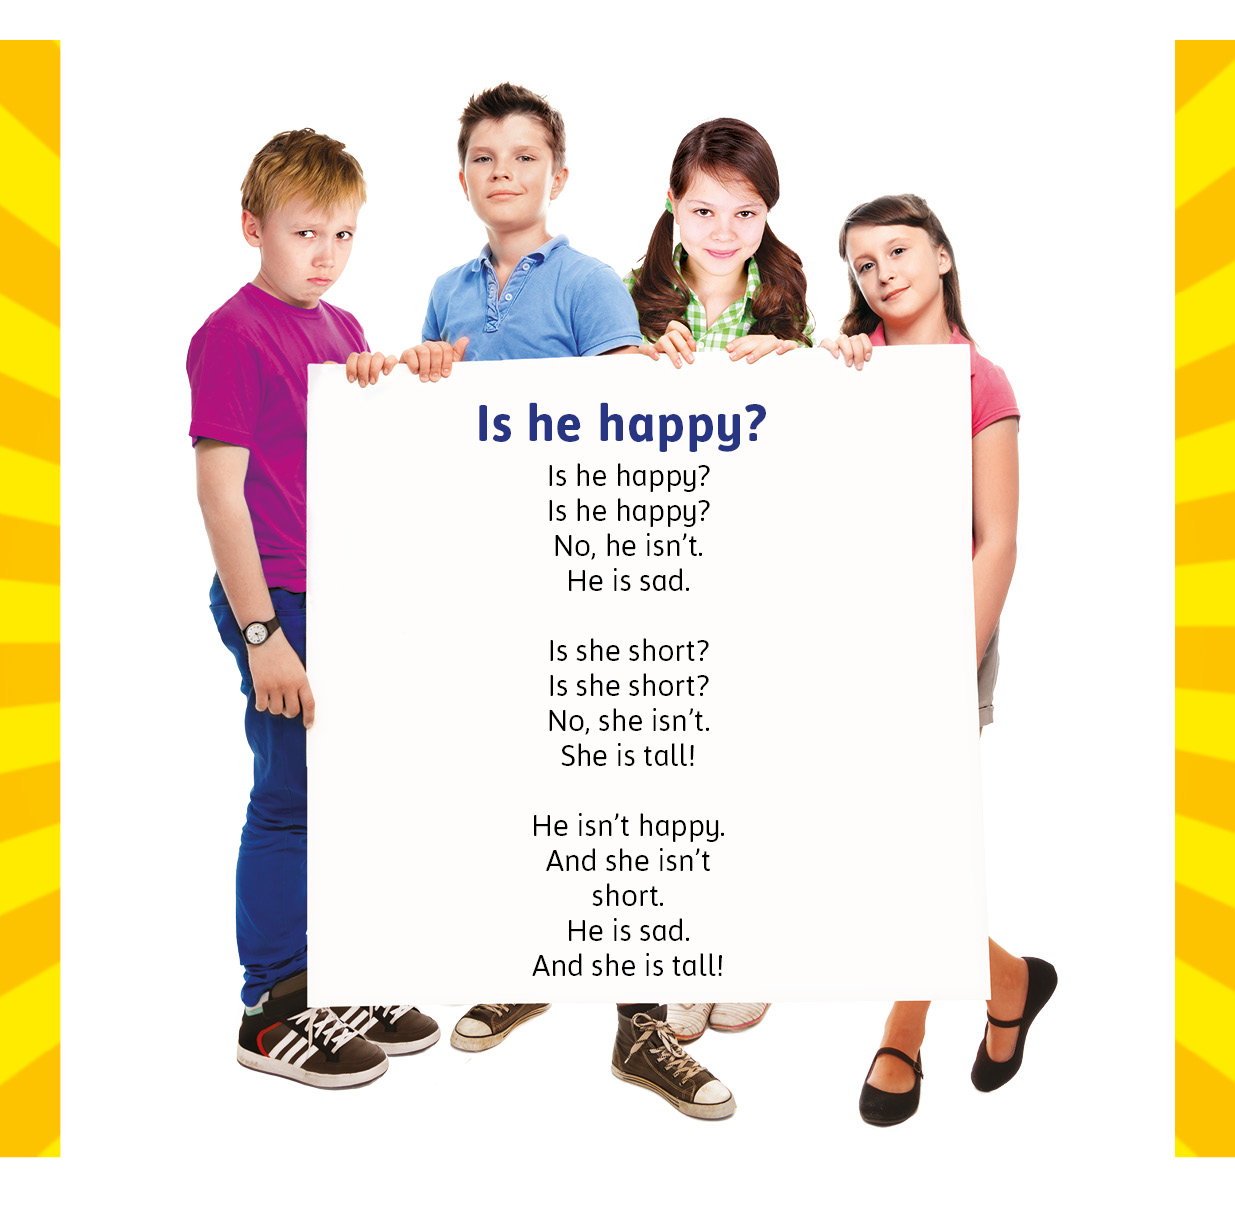 Is he happy?
Is he happy?
Is he happy?
No, he isn’t.
He is sad.
Is she short?
Is she short?
No, she isn’t.
She is tall!
He isn’t happy.
And she isn’t
short.
He is sad.
And she is tall!